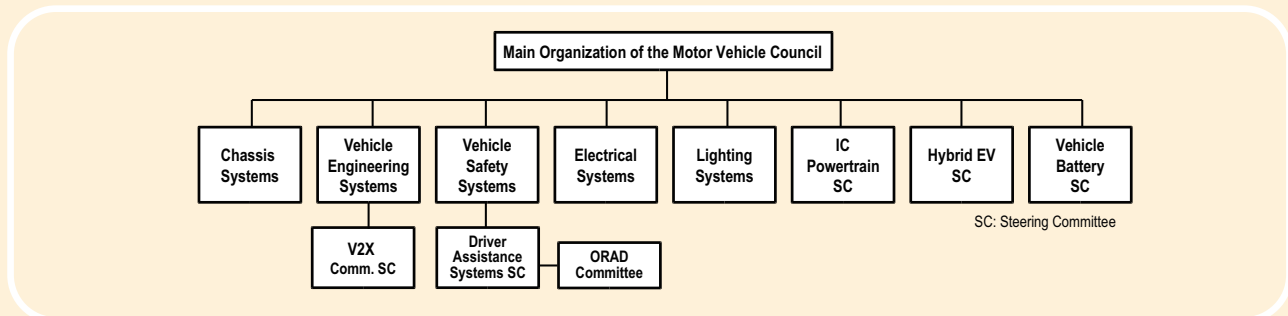 Main Organization of the Motor Vehicle Council
Chassis
Systems
Vehicle
Engineering
Systems
Vehicle
Safety
Systems
Electrical
Systems
Lighting
Systems
IC
Powertrain
SC
Hybrid EV
SC
Vehicle
Battery
SC
SC: Steering Committee
V2X
Comm. SC
Driver
Assistance
Systems SC
ORAD
Committee